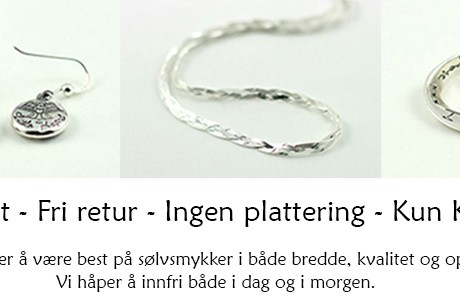 t - Fri retur - Ingen plattering - Kun K
er å være best på sølvsmykker i både bredde, kvalitet og op
Vi håper å innfri både i dag og i morgen.